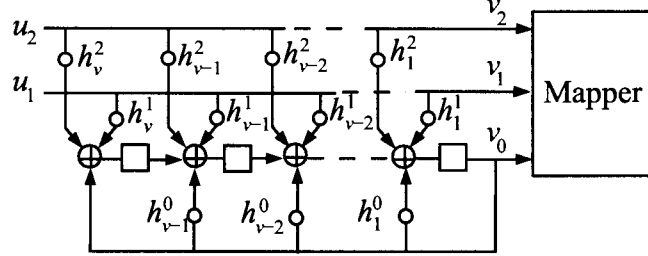 u₂ v₂
h²ᵥ h²ᵥ₋₁ h²ᵥ₋₂ h²₁
u₁ v₁
h¹ᵥ h¹ᵥ₋₁ h¹ᵥ₋₂ h¹₁ Mapper
v₀
h⁰ᵥ₋₁ h⁰ᵥ₋₂ h⁰₁